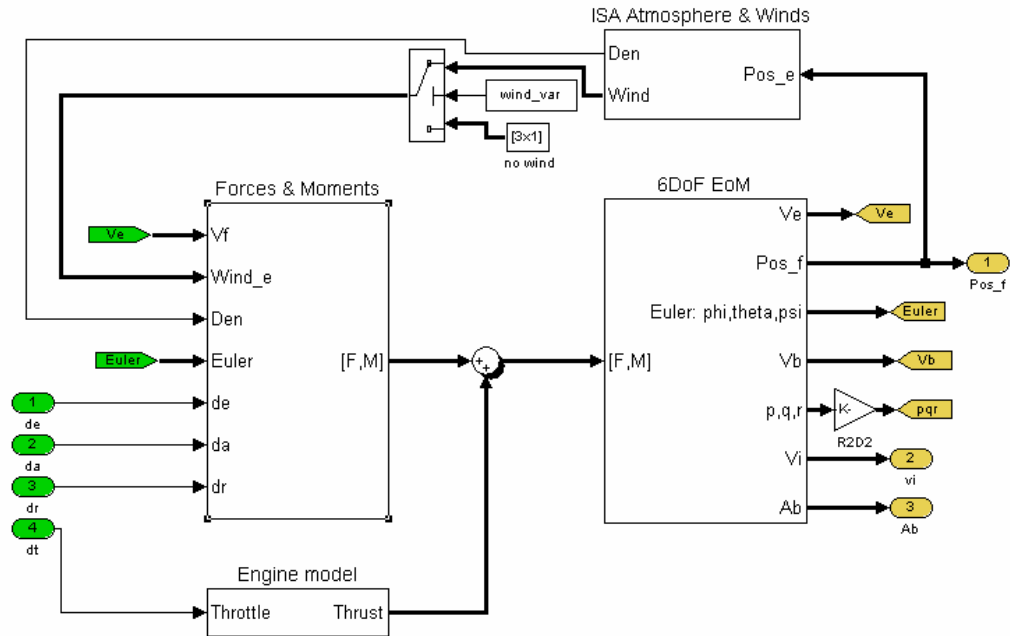 ISA Atmosphere & Winds
Den
Pos_e
Wind
wind_var
[3x1]
no wind
Forces & Moments
6DoF EoM
Ve
Vf
Wind_e
Den
Euler
Euler
[F,M]
de
da
dr
1
de
2
da
3
dr
4
dt
+
+
Engine model
Throttle
Thrust
[F,M]
Ve
Ve
Pos_f
1
Pos_f
Euler: phi,theta,psi
Euler
Vb
Vb
p,q,r
K-
R2D2
pqr
Vi
2
vi
Ab
3
Ab